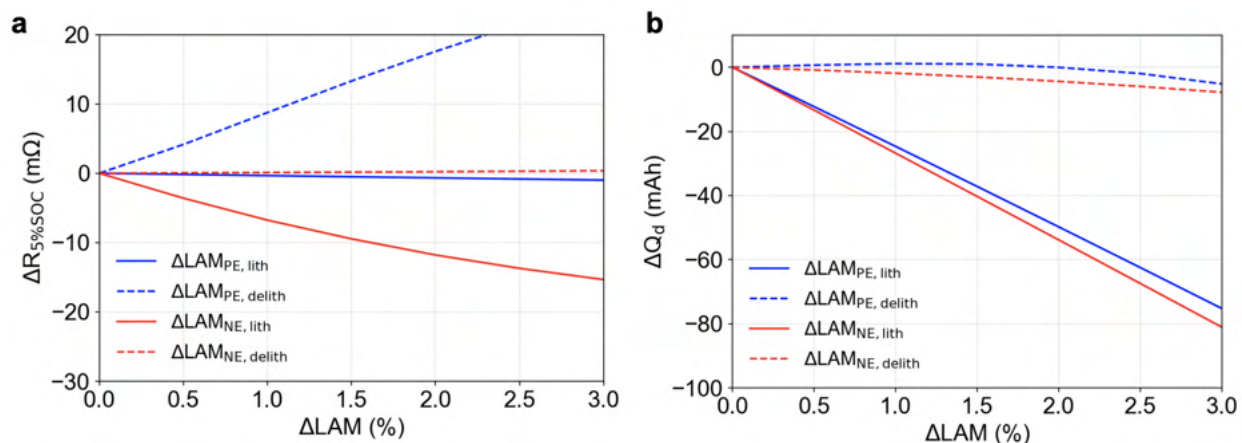 a
ΔR5%SOC (mΩ)
20
10
0
−10
−20
−30
ΔLAMPE, lith
ΔLAMPE, delith
ΔLAMNE, lith
ΔLAMNE, delith
0.0 0.5 1.0 1.5 2.0 2.5 3.0
ΔLAM (%)
b
ΔQd (mAh)
0
−20
−40
−60
−80
−100
ΔLAMPE, lith
ΔLAMPE, delith
ΔLAMNE, lith
ΔLAMNE, delith
0.0 0.5 1.0 1.5 2.0 2.5 3.0
ΔLAM (%)